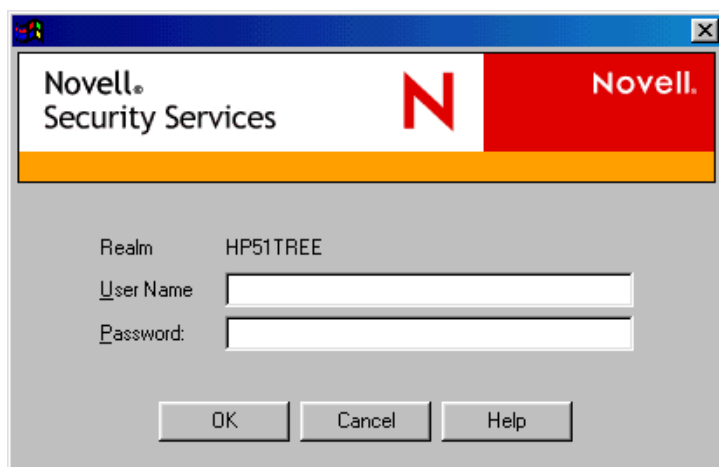 Novell®
Security Services
N
Novell®
Realm HP51TREE
User Name
Password:
OK Cancel Help